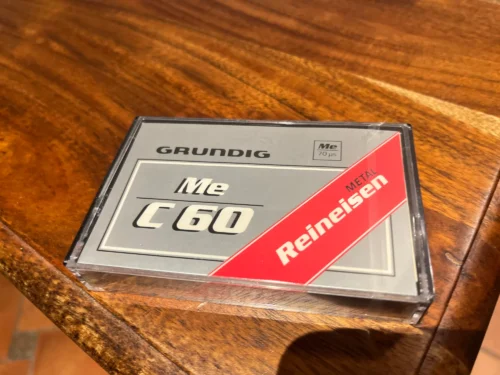 GRUNDIG
Me
70 µs
Me
C 60
METAL
Reineisen